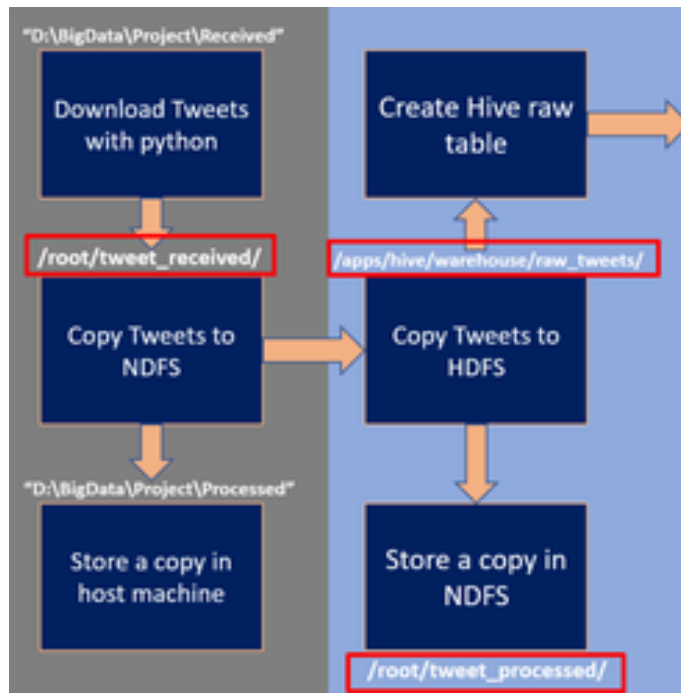 "D:\BigData\Project\Received"
Download Tweets
with python
/root/tweet_received/
Copy Tweets to
NDFS
"D:\BigData\Project\Processed"
Store a copy in
host machine
Create Hive raw
table
/apps/hive/warehouse/raw_tweets/
Copy Tweets to
HDFS
Store a copy in
NDFS
/root/tweet_processed/